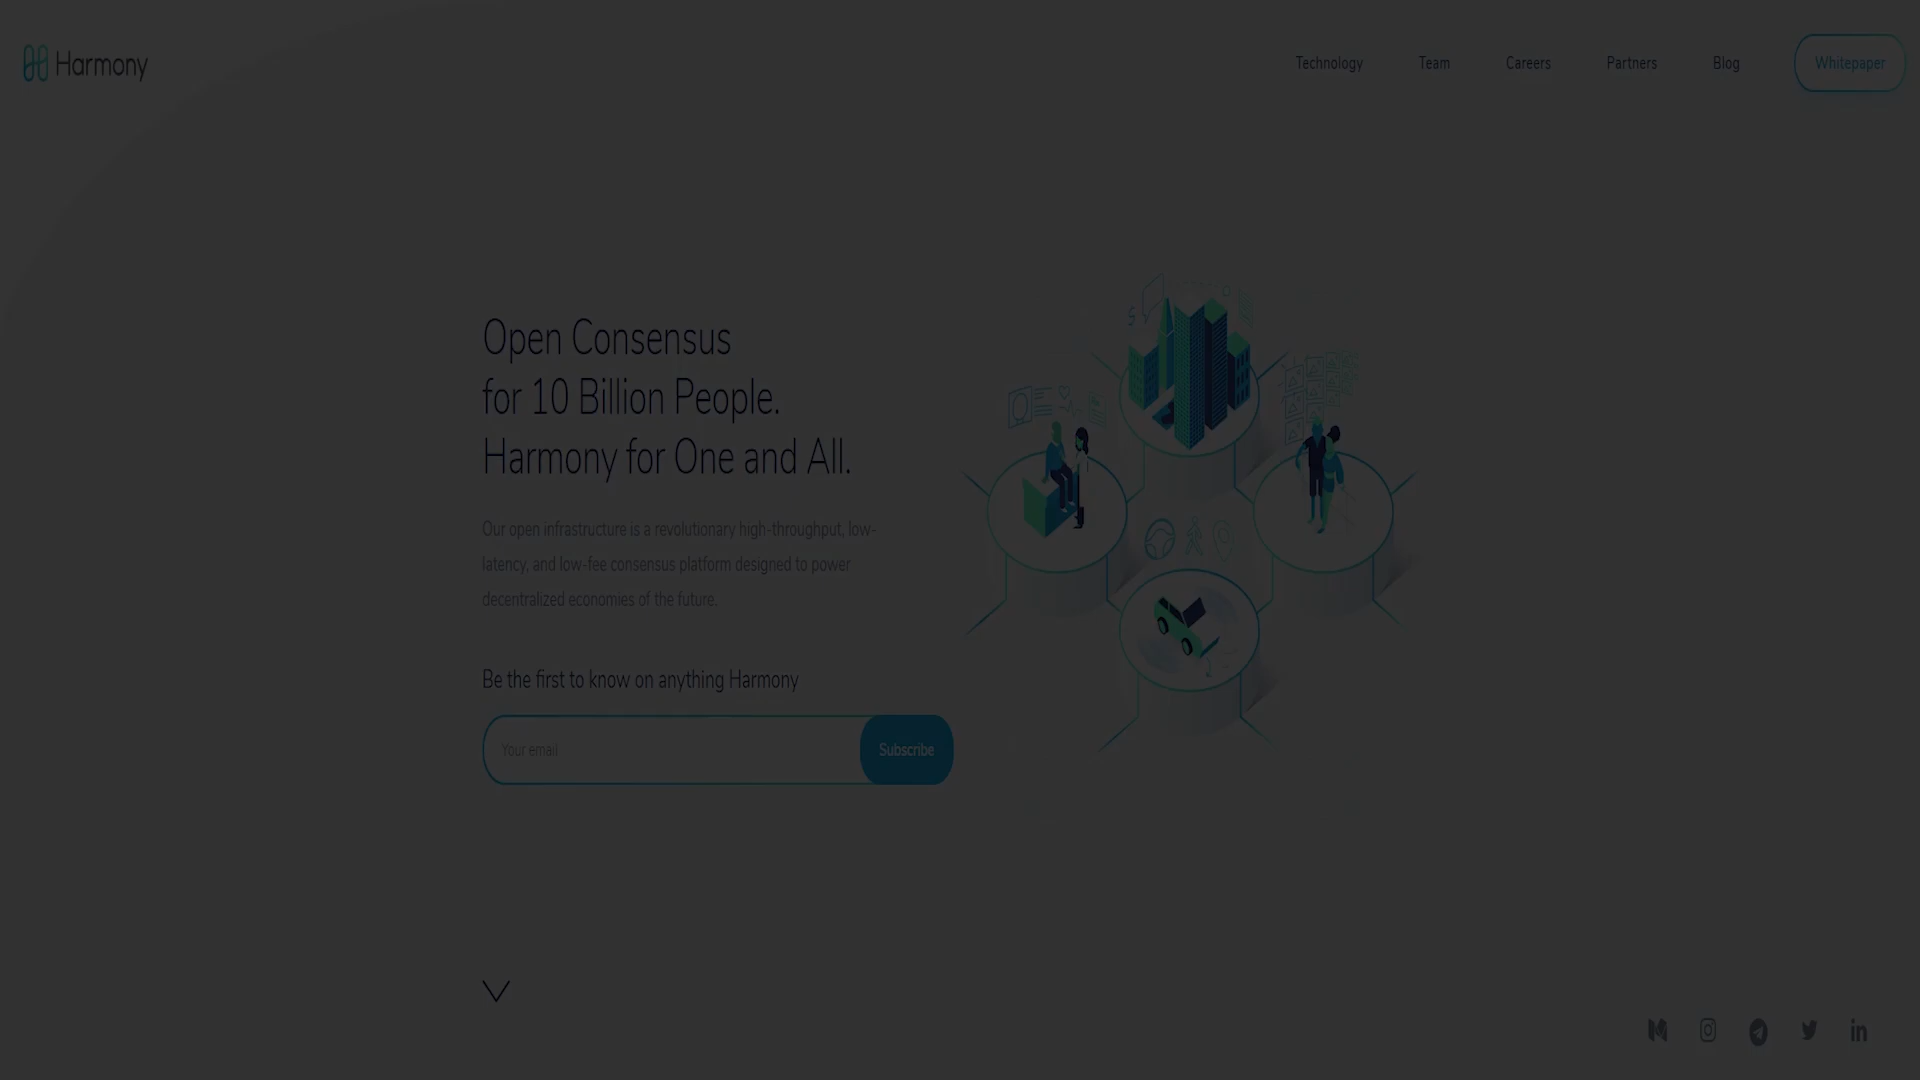 Harmony
Technology
Team
Careers
Partners
Blog
Whitepaper
Open Consensus
for 10 Billion People.
Harmony for One and All.
Our open infrastructure is a revolutionary high-throughput, low-
latency, and low-fee consensus platform designed to power
decentralized economies of the future.
Be the first to know on anything Harmony
Your email
Subscribe